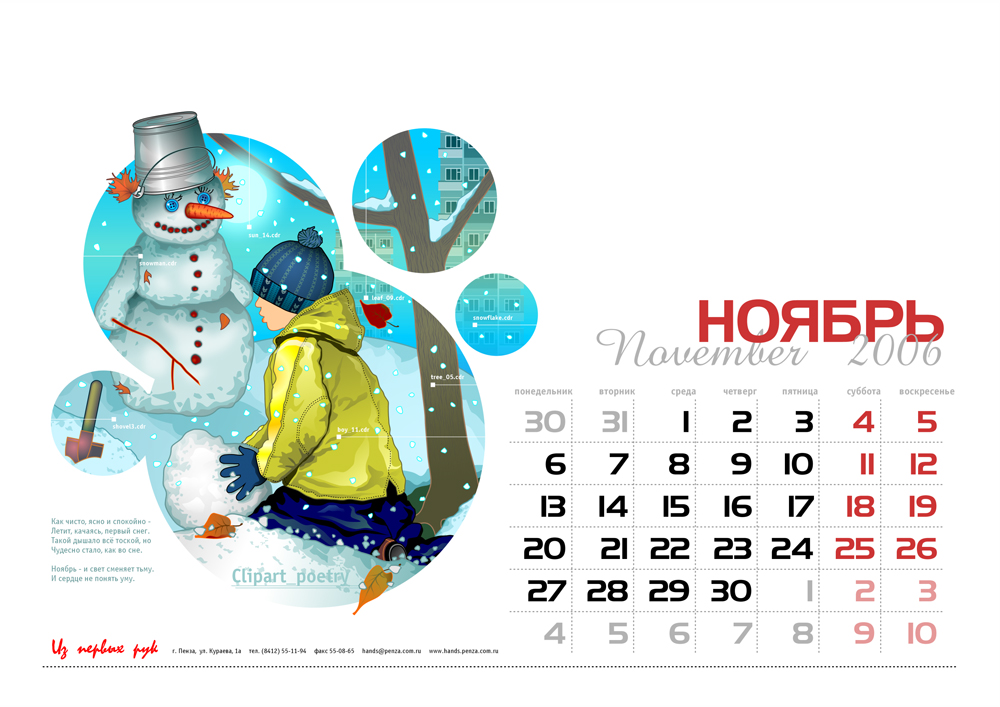 sun_14.cdr
snowman.cdr
leaf_09.cdr
snowflake.cdr
tree_05.cdr
shovel3.cdr
boy_11.cdr
Как чисто, ясно и спокойно -
Летит, качаясь, первый снег.
Такой дышало всё тоской, но
Чудесно стало, как во сне.
Ноябрь - и свет сменяет тьму.
И сердце не понять уму.
Clipart_poetry
НОЯБРЬ
November 2006
понедельник вторник среда четверг пятница суббота воскресенье
30 31 1 2 3 4 5
6 7 8 9 10 11 12
13 14 15 16 17 18 19
20 21 22 23 24 25 26
27 28 29 30 1 2 3
4 5 6 7 8 9 10
Из первых рук г. Пенза, ул. Кураева, 1а тел. (8412) 55-11-94 факс 55-08-65 hands@penza.com.ru www.hands.penza.com.ru